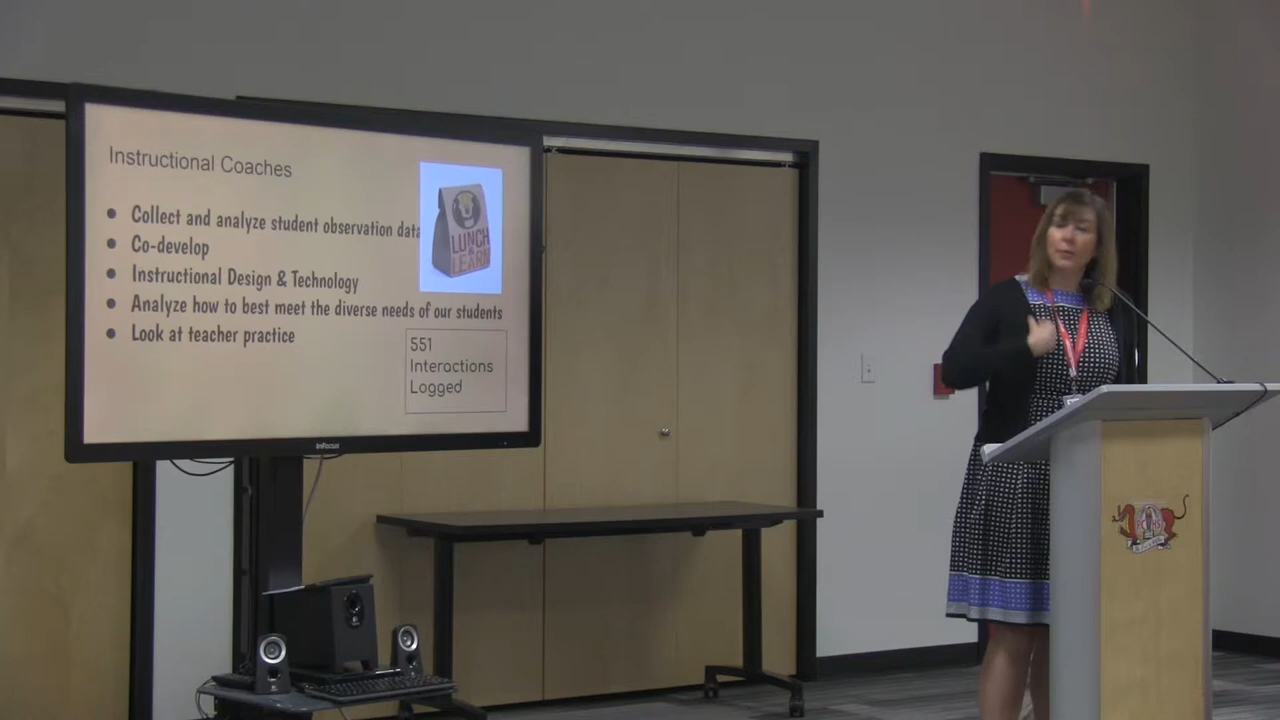 Instructional Coaches
● Collect and analyze student observation data
● Co-develop
● Instructional Design & Technology
● Analyze how to best meet the diverse needs of our students
● Look at teacher practice
LUNCH
&
LEARN
551
Interactions
Logged
InFocus
PCHS